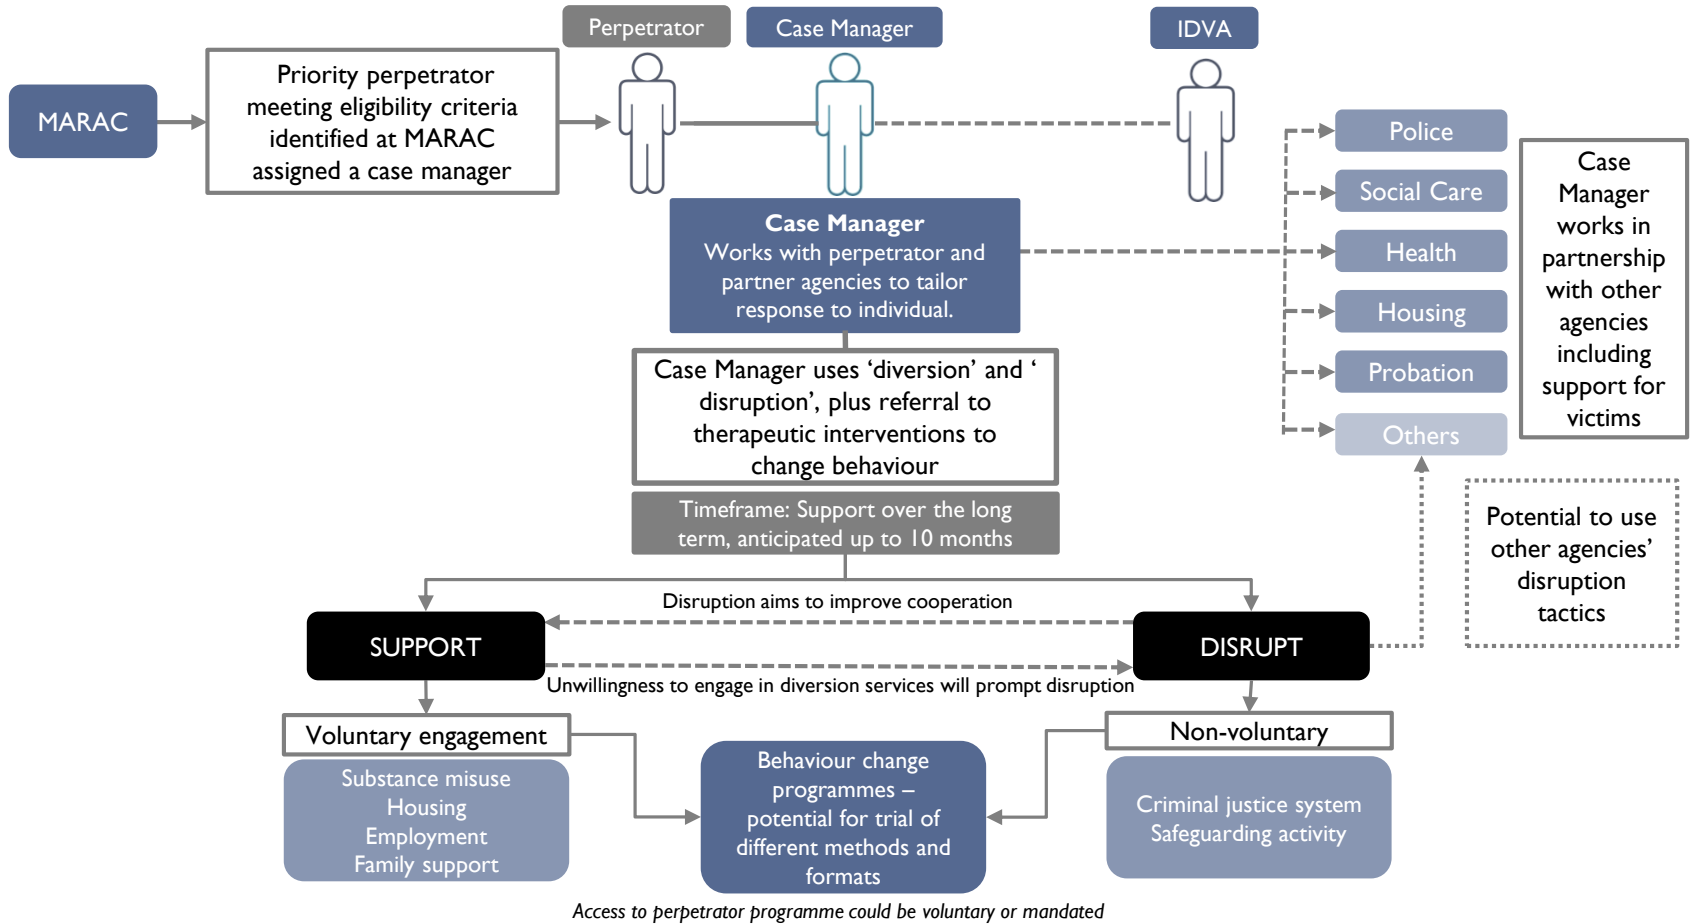 Perpetrator
Case Manager
IDVA
MARAC
Priority perpetrator
meeting eligibility criteria
identified at MARAC
assigned a case manager
Case Manager
Works with perpetrator and
partner agencies to tailor
response to individual.
Police
Social Care
Health
Housing
Probation
Others
Case
Manager
works in
partnership
with other
agencies
including
support for
victims
Case Manager uses ‘diversion’ and ‘
disruption’, plus referral to
therapeutic interventions to
change behaviour
Timeframe: Support over the long
term, anticipated up to 10 months
Potential to use
other agencies’
disruption
tactics
Disruption aims to improve cooperation
SUPPORT
DISRUPT
Unwillingness to engage in diversion services will prompt disruption
Voluntary engagement
Non-voluntary
Substance misuse
Housing
Employment
Family support
Behaviour change
programmes –
potential for trial of
different methods and
formats
Criminal justice system
Safeguarding activity
Access to perpetrator programme could be voluntary or mandated